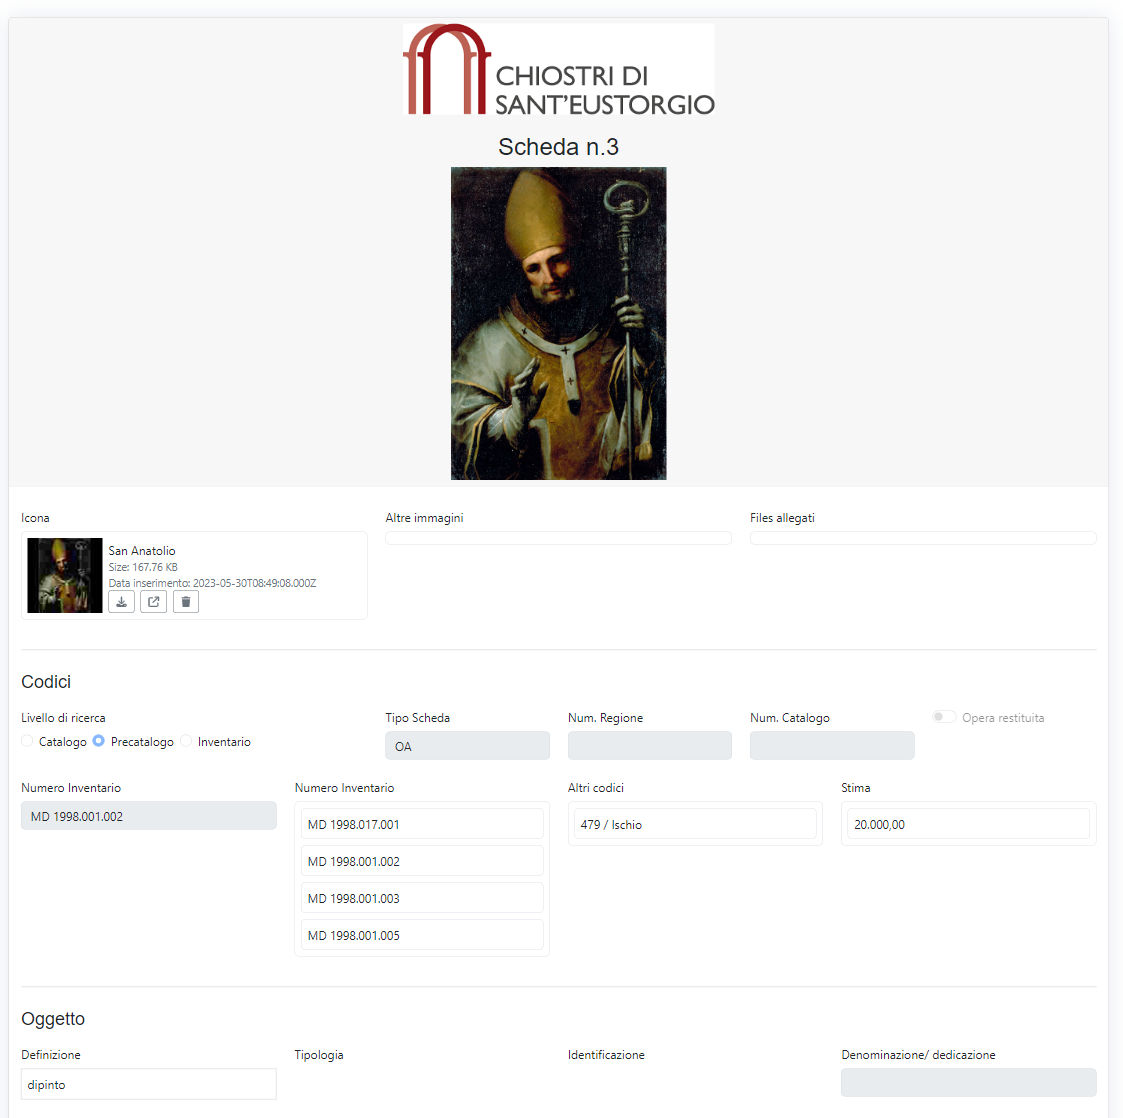 CHIOSTRI DI
SANT'EUSTORGIO
Scheda n.3
Icona
Altre immagini
Files allegati
San Anatolio
Size: 167.76 KB
Data inserimento: 2023-05-30T08:49:08.000Z
Codici
Livello di ricerca
Tipo Scheda
Num. Regione
Num. Catalogo
Opera restituita
Catalogo
Precatalogo
Inventario
OA
Numero Inventario
Numero Inventario
Altri codici
Stima
MD 1998.001.002
MD 1998.017.001
479 / Ischio
20.000,00
MD 1998.001.002
MD 1998.001.003
MD 1998.001.005
Oggetto
Definizione
Tipologia
Identificazione
Denominazione/ dedicazione
dipinto